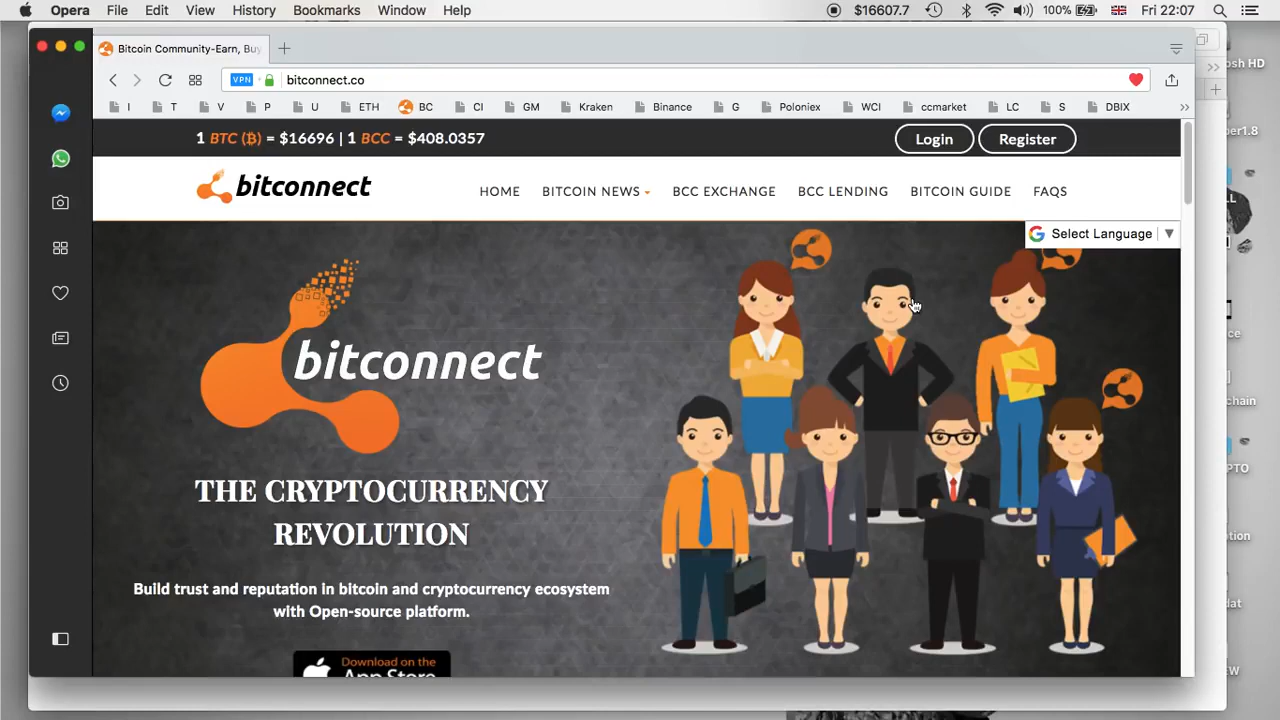 Opera File Edit View History Bookmarks Window Help $16607.7 100% Fri 22:07
Bitcoin Community-Earn, Buy
VPN bitconnect.co
I T V P U ETH BC CI GM Kraken Binance G Poloniex WCI ccmarket LC S DBIX
1 BTC (₿) = $16696 | 1 BCC = $408.0357 Login Register
bitconnect HOME BITCOIN NEWS BCC EXCHANGE BCC LENDING BITCOIN GUIDE FAQS
Select Language
bitconnect
THE CRYPTOCURRENCY
REVOLUTION
Build trust and reputation in bitcoin and cryptocurrency ecosystem
with Open-source platform.
Download on the
App Store